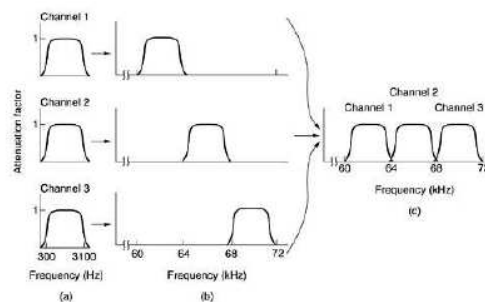 Channel 1
1
Channel 2
Attenuation factor
1
Channel 3
1
300 3100
Frequency (Hz)
(a)
60 64 68 72
Frequency (kHz)
(b)
Channel 2
Channel 1 Channel 3
60 64 68 72
Frequency (kHz)
(c)